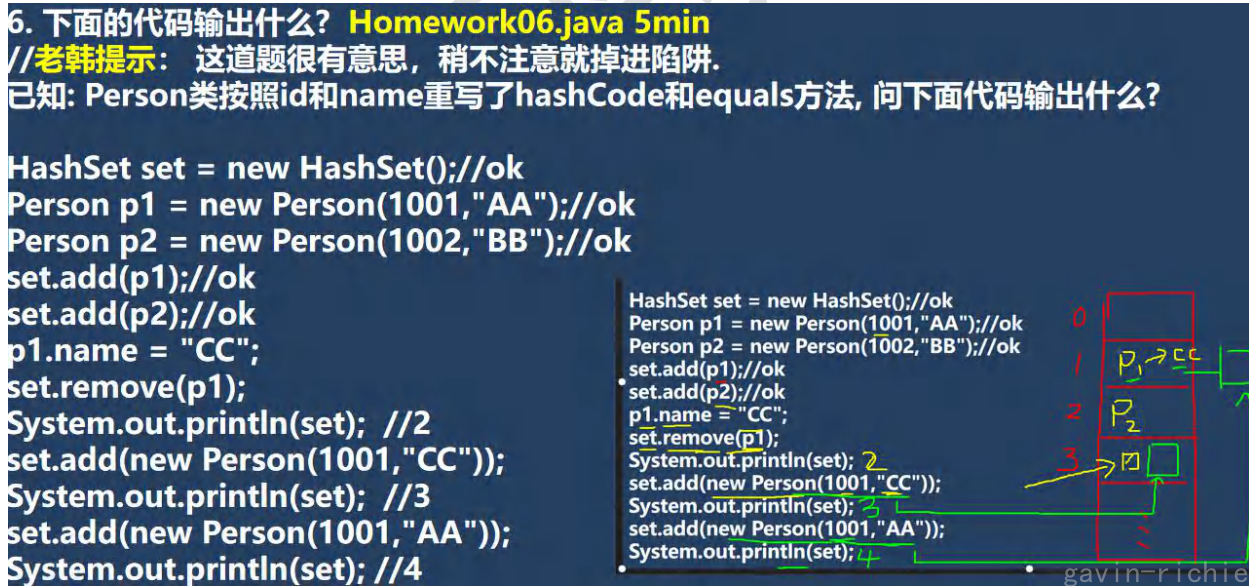 6. 下面的代码输出什么? Homework06.java 5min
//老韩提示： 这道题很有意思，稍不注意就掉进陷阱.
已知: Person类按照id和name重写了hashCode和equals方法, 问下面代码输出什么?
HashSet set = new HashSet();//ok
Person p1 = new Person(1001,"AA");//ok
Person p2 = new Person(1002,"BB");//ok
set.add(p1);//ok
set.add(p2);//ok
p1.name = "CC";
set.remove(p1);
System.out.println(set); //2
set.add(new Person(1001,"CC"));
System.out.println(set); //3
set.add(new Person(1001,"AA"));
System.out.println(set); //4
HashSet set = new HashSet();//ok
Person p1 = new Person(1001,"AA");//ok
Person p2 = new Person(1002,"BB");//ok
set.add(p1);//ok
set.add(p2);//ok
p1.name = "CC";
set.remove(p1);
System.out.println(set); 2
set.add(new Person(1001,"CC"));
System.out.println(set); 3
set.add(new Person(1001,"AA"));
System.out.println(set); 4
0
1 P1→CC
2 P2
3
gavin-richie